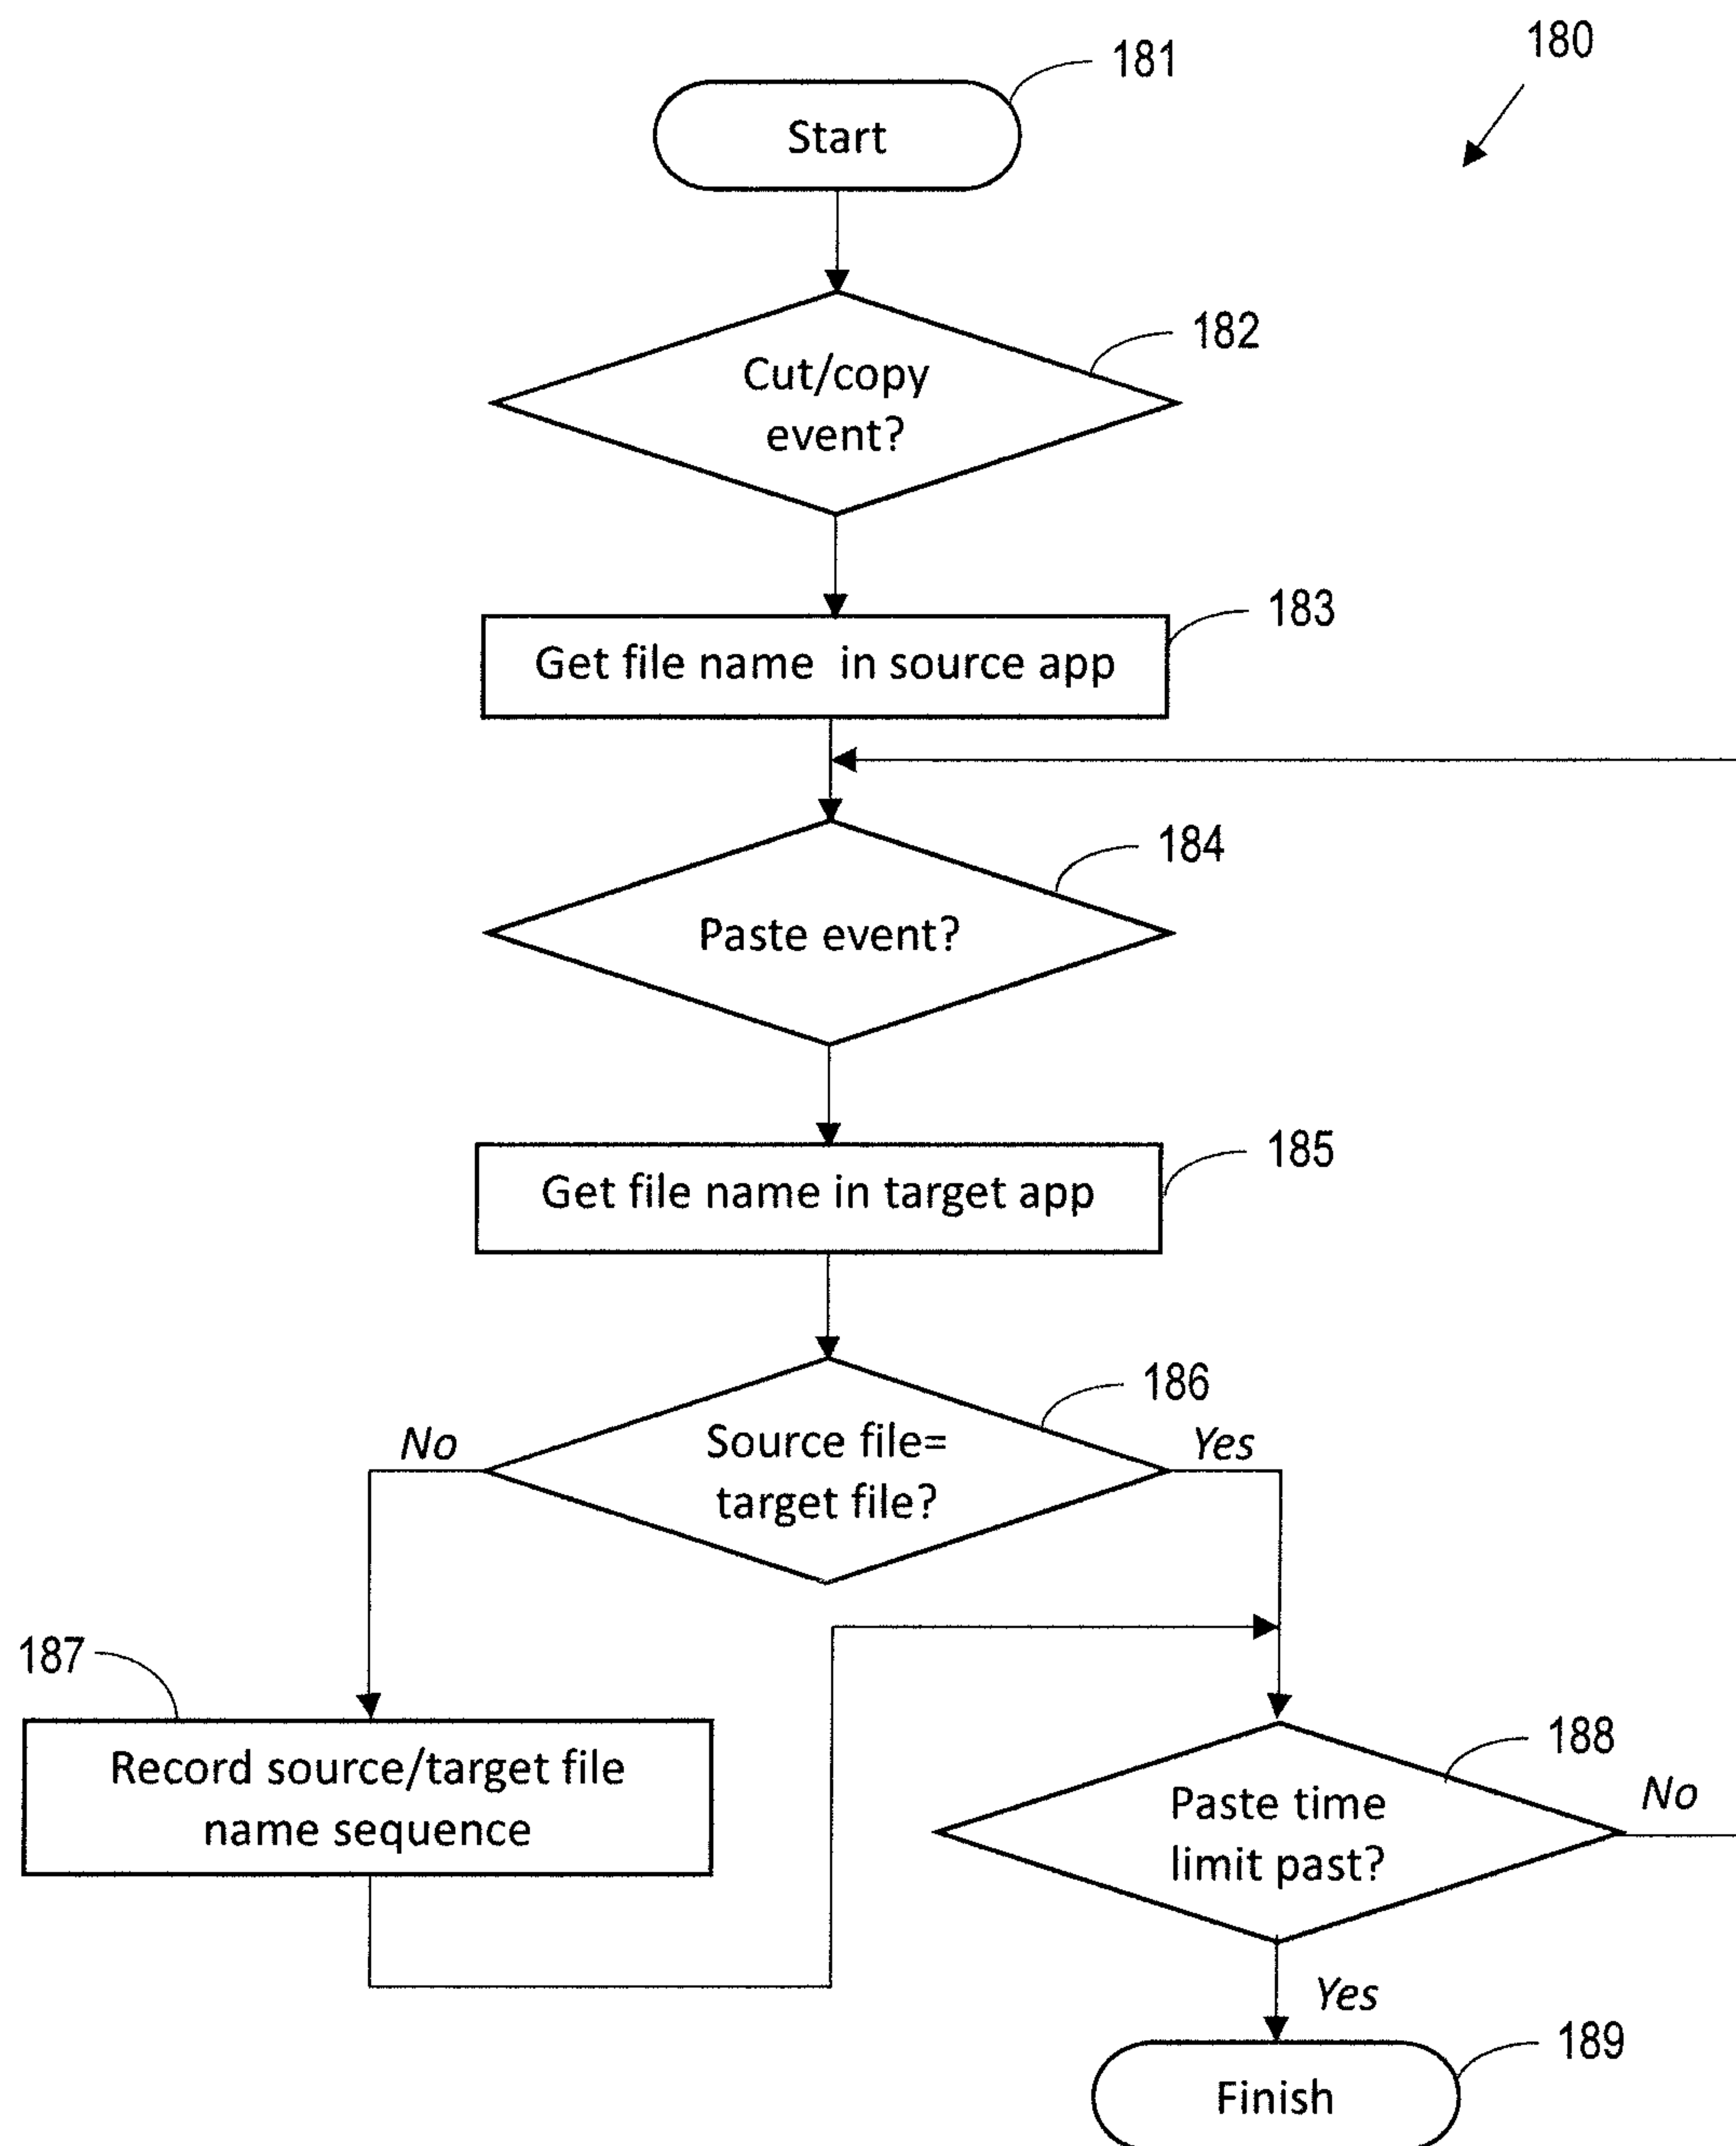 180
181
Start
182
Cut/copy
event?
183
Get file name in source app
184
Paste event?
185
Get file name in target app
186
No
Source file=
target file?
Yes
187
Record source/target file
name sequence
188
Paste time
limit past?
No
Yes
189
Finish